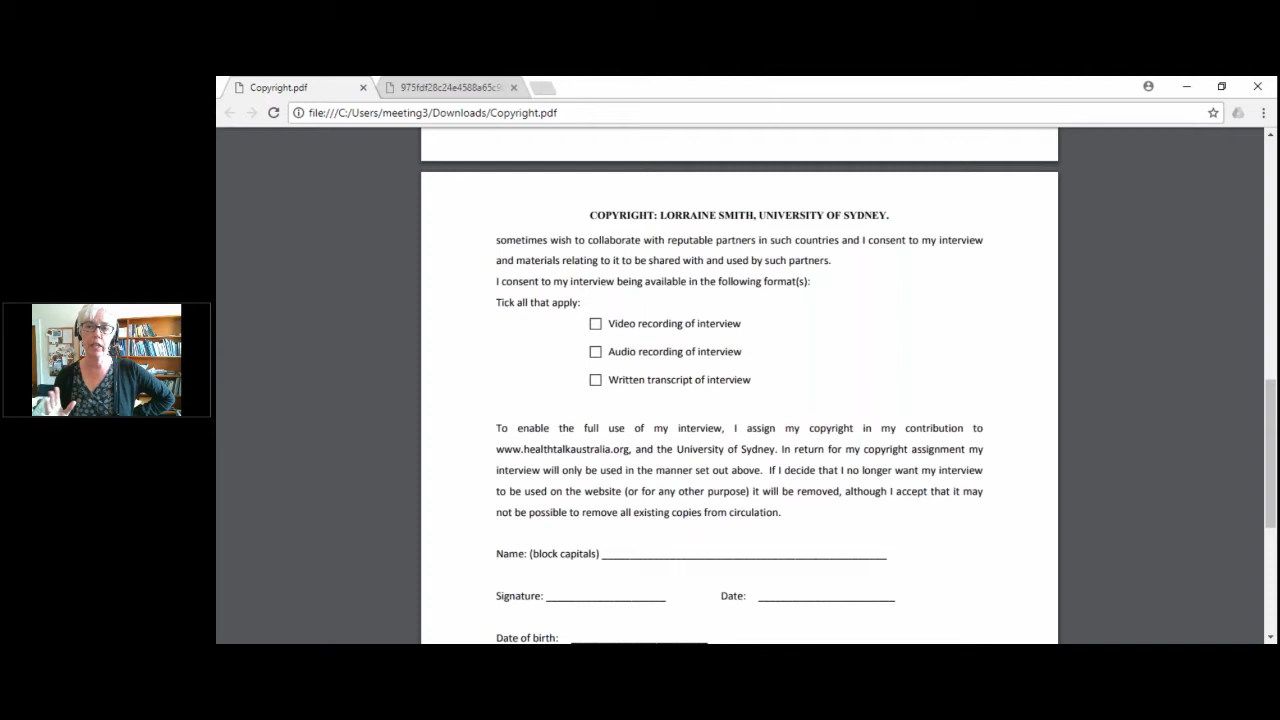 Copyright.pdf
975fdf28c24e4588a65c9
file:///C:/Users/meeting3/Downloads/Copyright.pdf
COPYRIGHT: LORRAINE SMITH, UNIVERSITY OF SYDNEY.
sometimes wish to collaborate with reputable partners in such countries and I consent to my interview
and materials relating to it to be shared with and used by such partners.
I consent to my interview being available in the following format(s):
Tick all that apply:
Video recording of interview
Audio recording of interview
Written transcript of interview
To enable the full use of my interview, I assign my copyright in my contribution to
www.healthtalkaustralia.org, and the University of Sydney. In return for my copyright assignment my
interview will only be used in the manner set out above. If I decide that I no longer want my interview
to be used on the website (or for any other purpose) it will be removed, although I accept that it may
not be possible to remove all existing copies from circulation.
Name: (block capitals)
Signature: Date:
Date of birth: